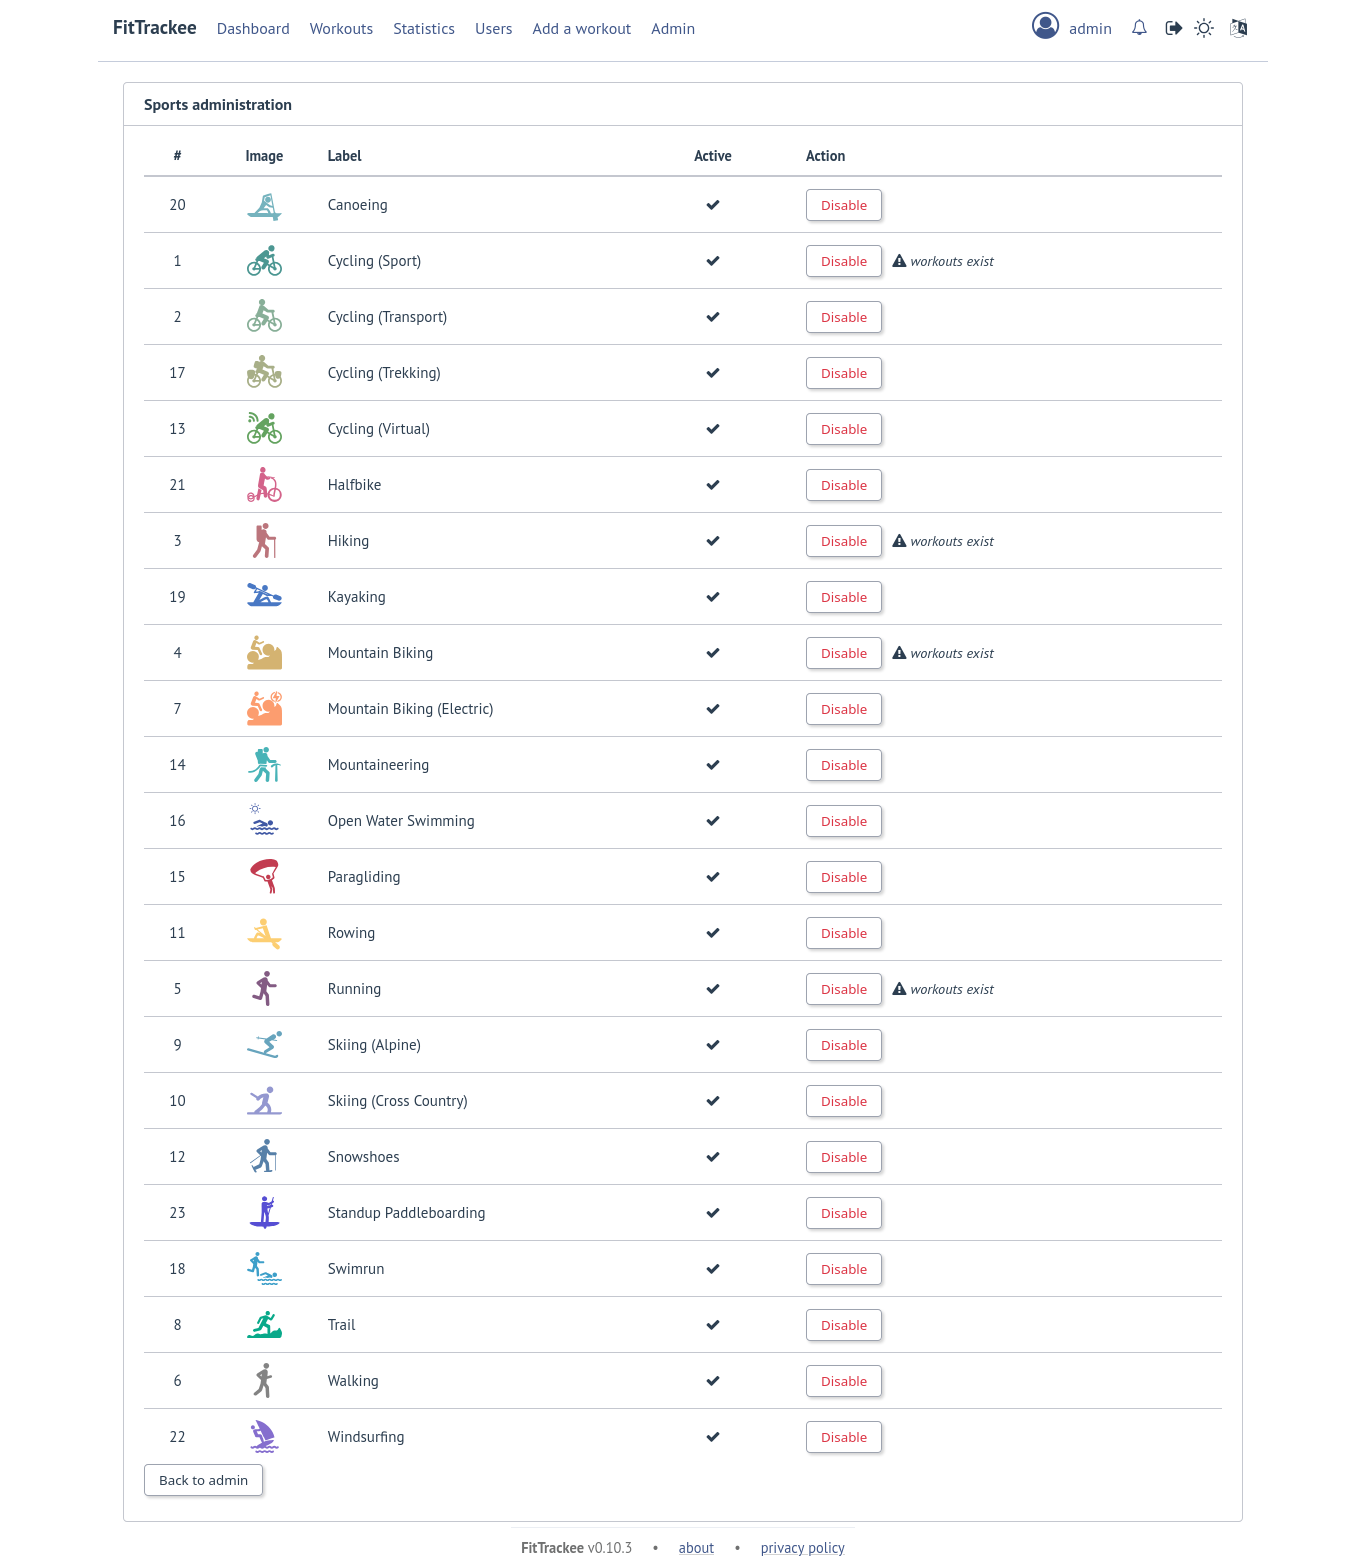 FitTrackee Dashboard Workouts Statistics Users Add a workout Admin admin
Sports administration
# Image Label Active Action
20 Canoeing Disable
1 Cycling (Sport) Disable workouts exist
2 Cycling (Transport) Disable
17 Cycling (Trekking) Disable
13 Cycling (Virtual) Disable
21 Halfbike Disable
3 Hiking Disable workouts exist
19 Kayaking Disable
4 Mountain Biking Disable workouts exist
7 Mountain Biking (Electric) Disable
14 Mountaineering Disable
16 Open Water Swimming Disable
15 Paragliding Disable
11 Rowing Disable
5 Running Disable workouts exist
9 Skiing (Alpine) Disable
10 Skiing (Cross Country) Disable
12 Snowshoes Disable
23 Standup Paddleboarding Disable
18 Swimrun Disable
8 Trail Disable
6 Walking Disable
22 Windsurfing Disable
Back to admin
FitTrackee v0.10.3 • about • privacy policy